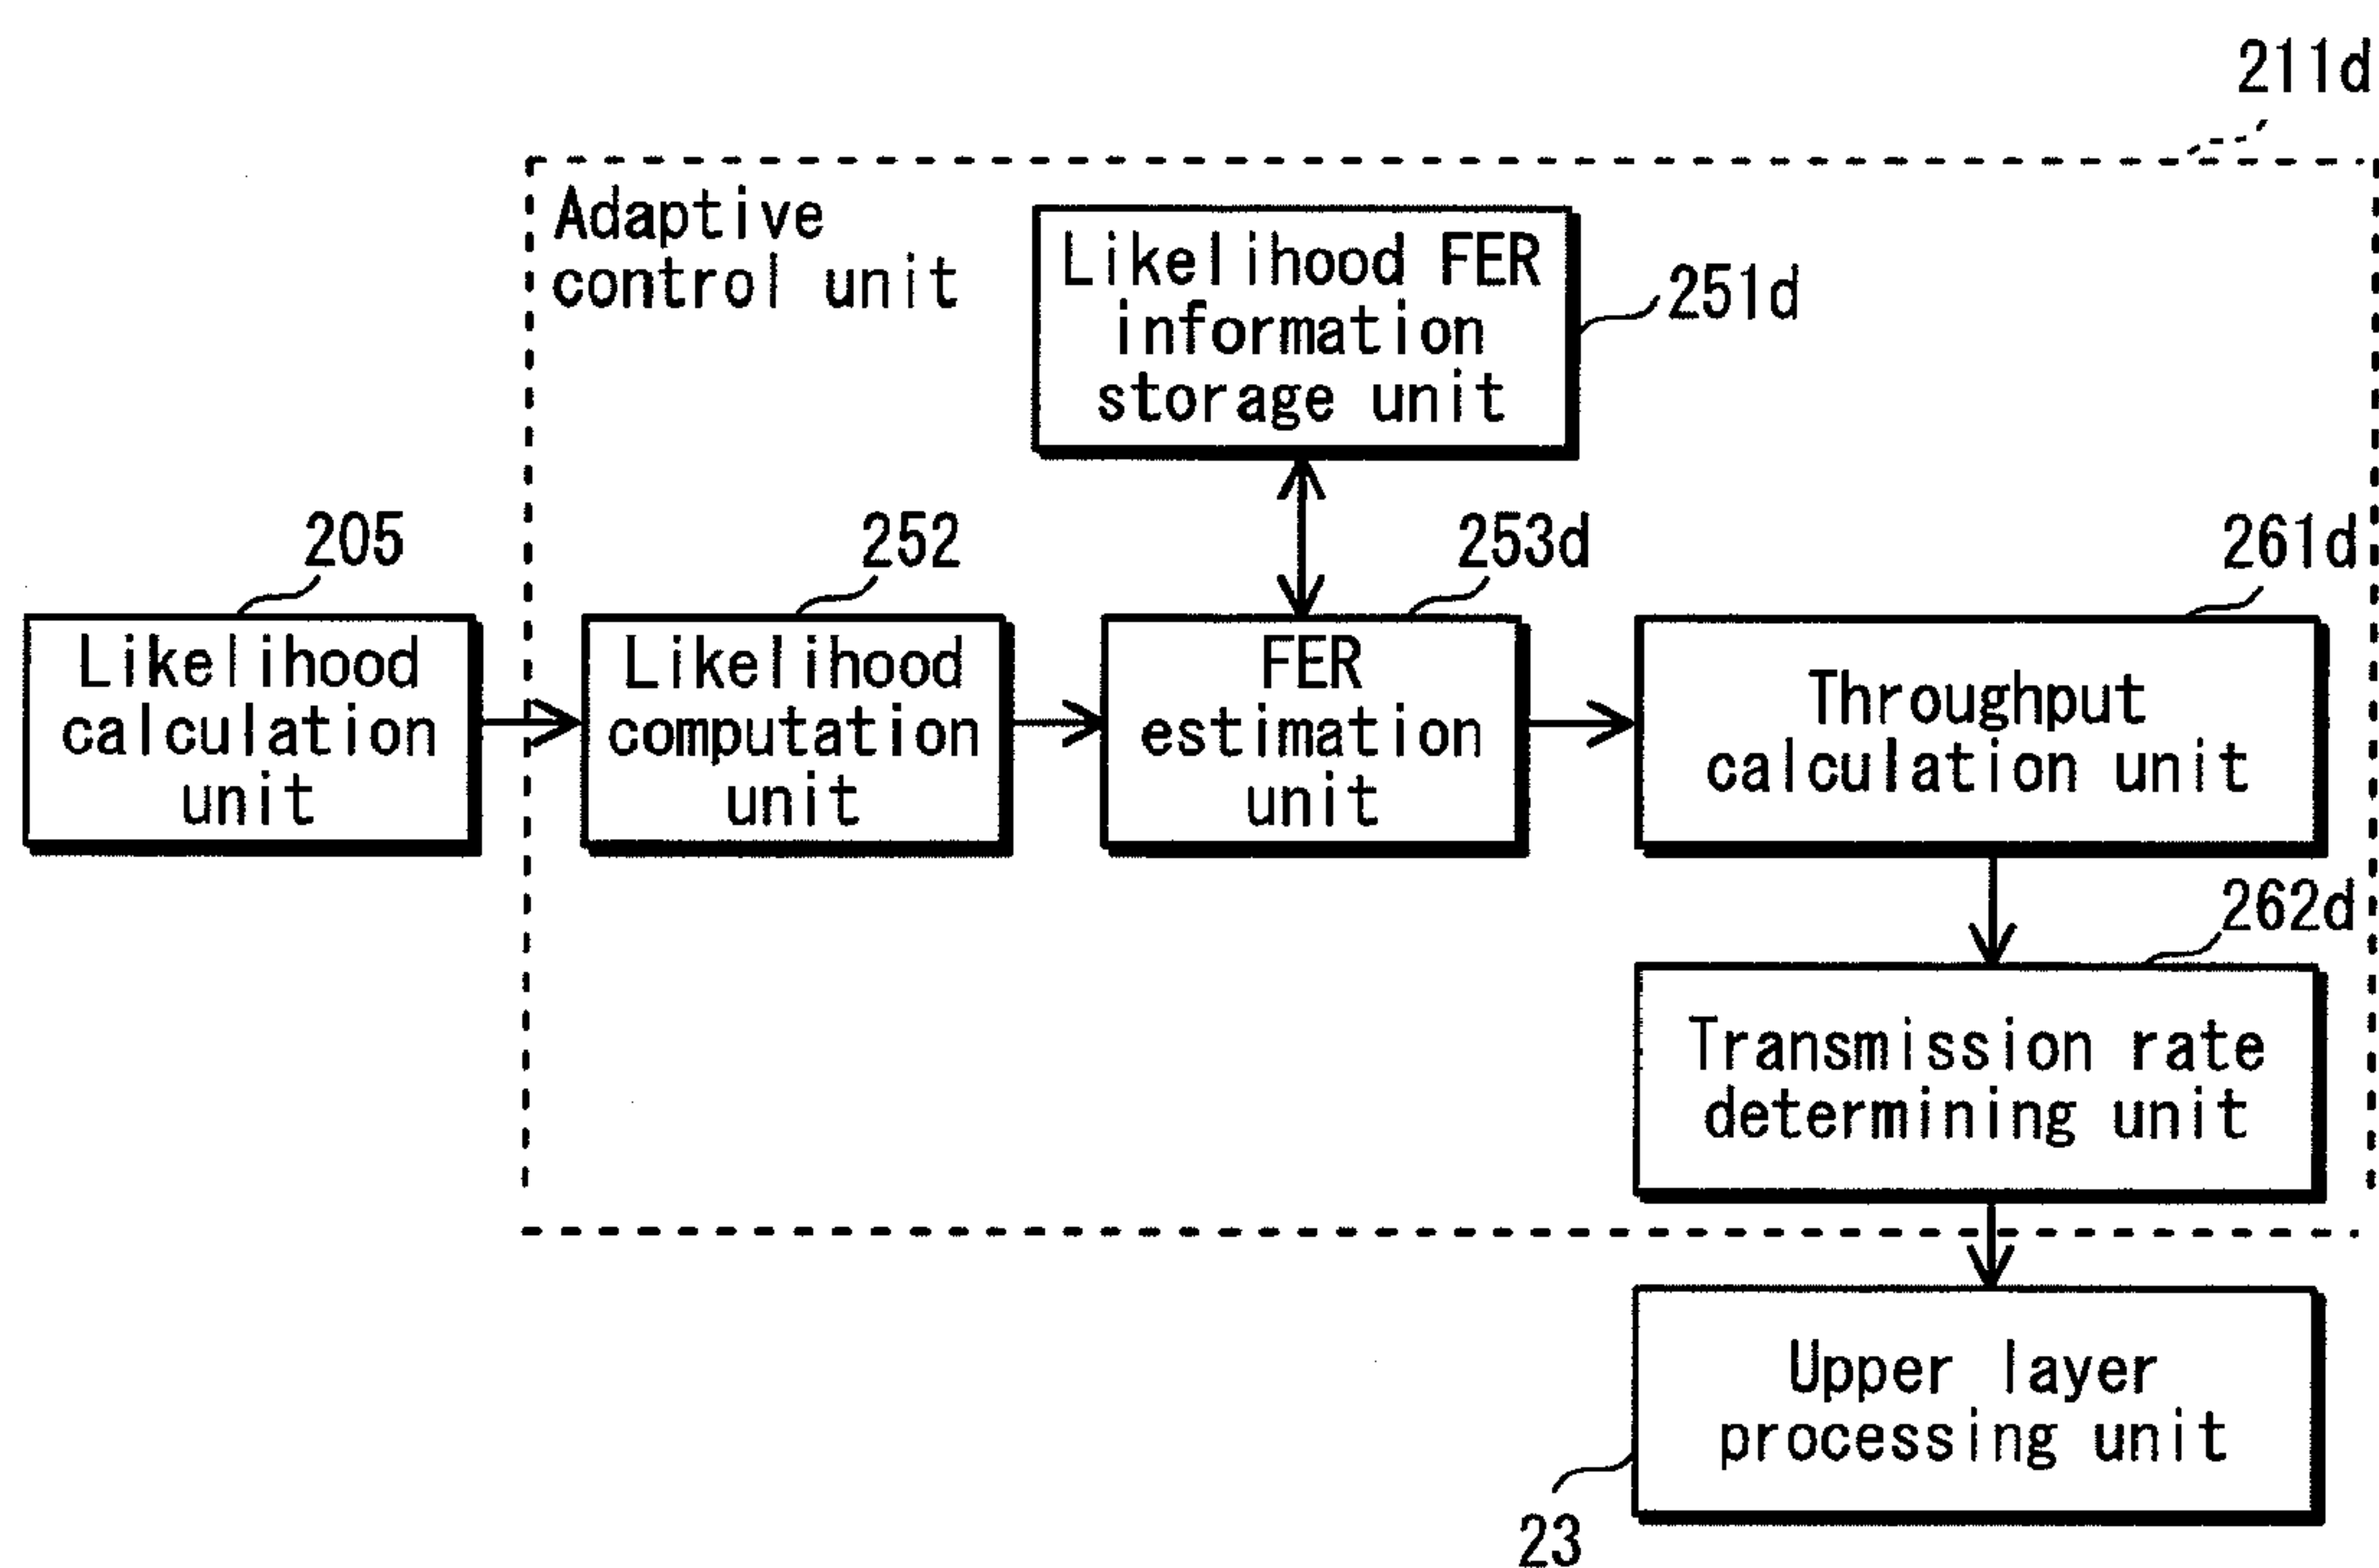 211d
Adaptive
control unit
Likelihood FER
information
storage unit
251d
205
252
253d
261d
Likelihood
calculation
unit
Likelihood
computation
unit
FER
estimation
unit
Throughput
calculation unit
262d
Transmission rate
determining unit
Upper layer
processing unit
23